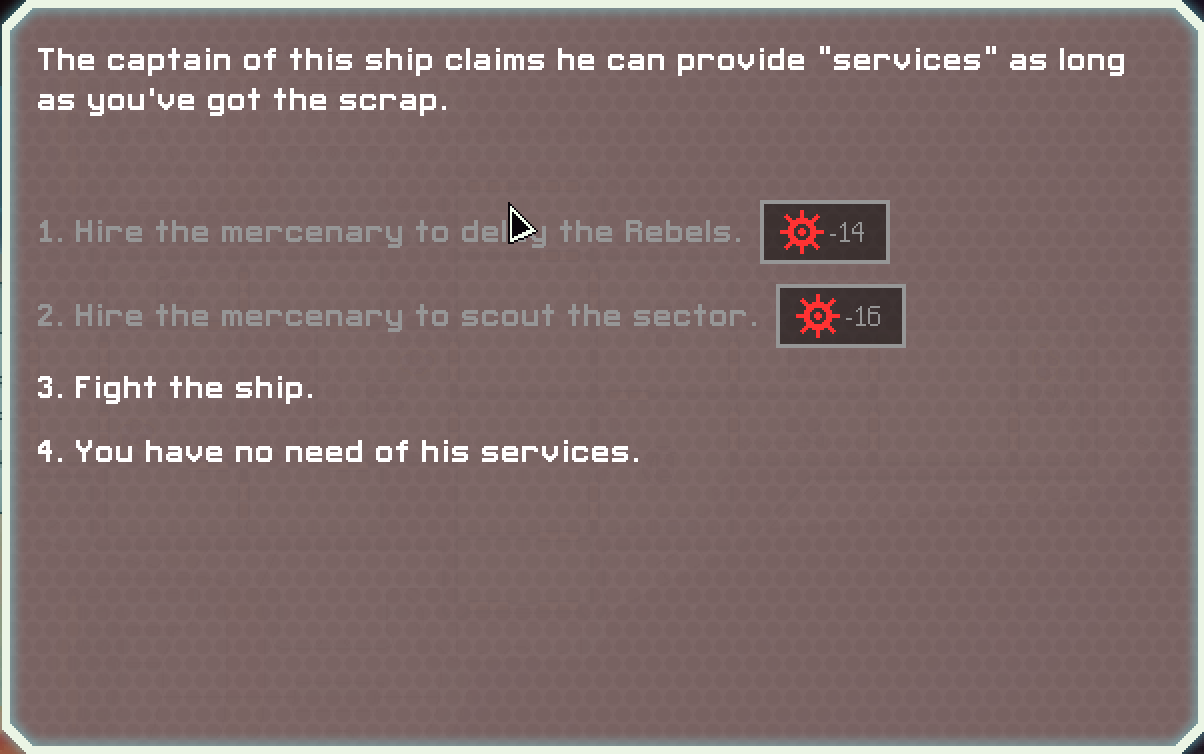 The captain of this ship claims he can provide "services" as long
as you've got the scrap.
1. Hire the mercenary to delay the Rebels. -14
2. Hire the mercenary to scout the sector. -16
3. Fight the ship.
4. You have no need of his services.